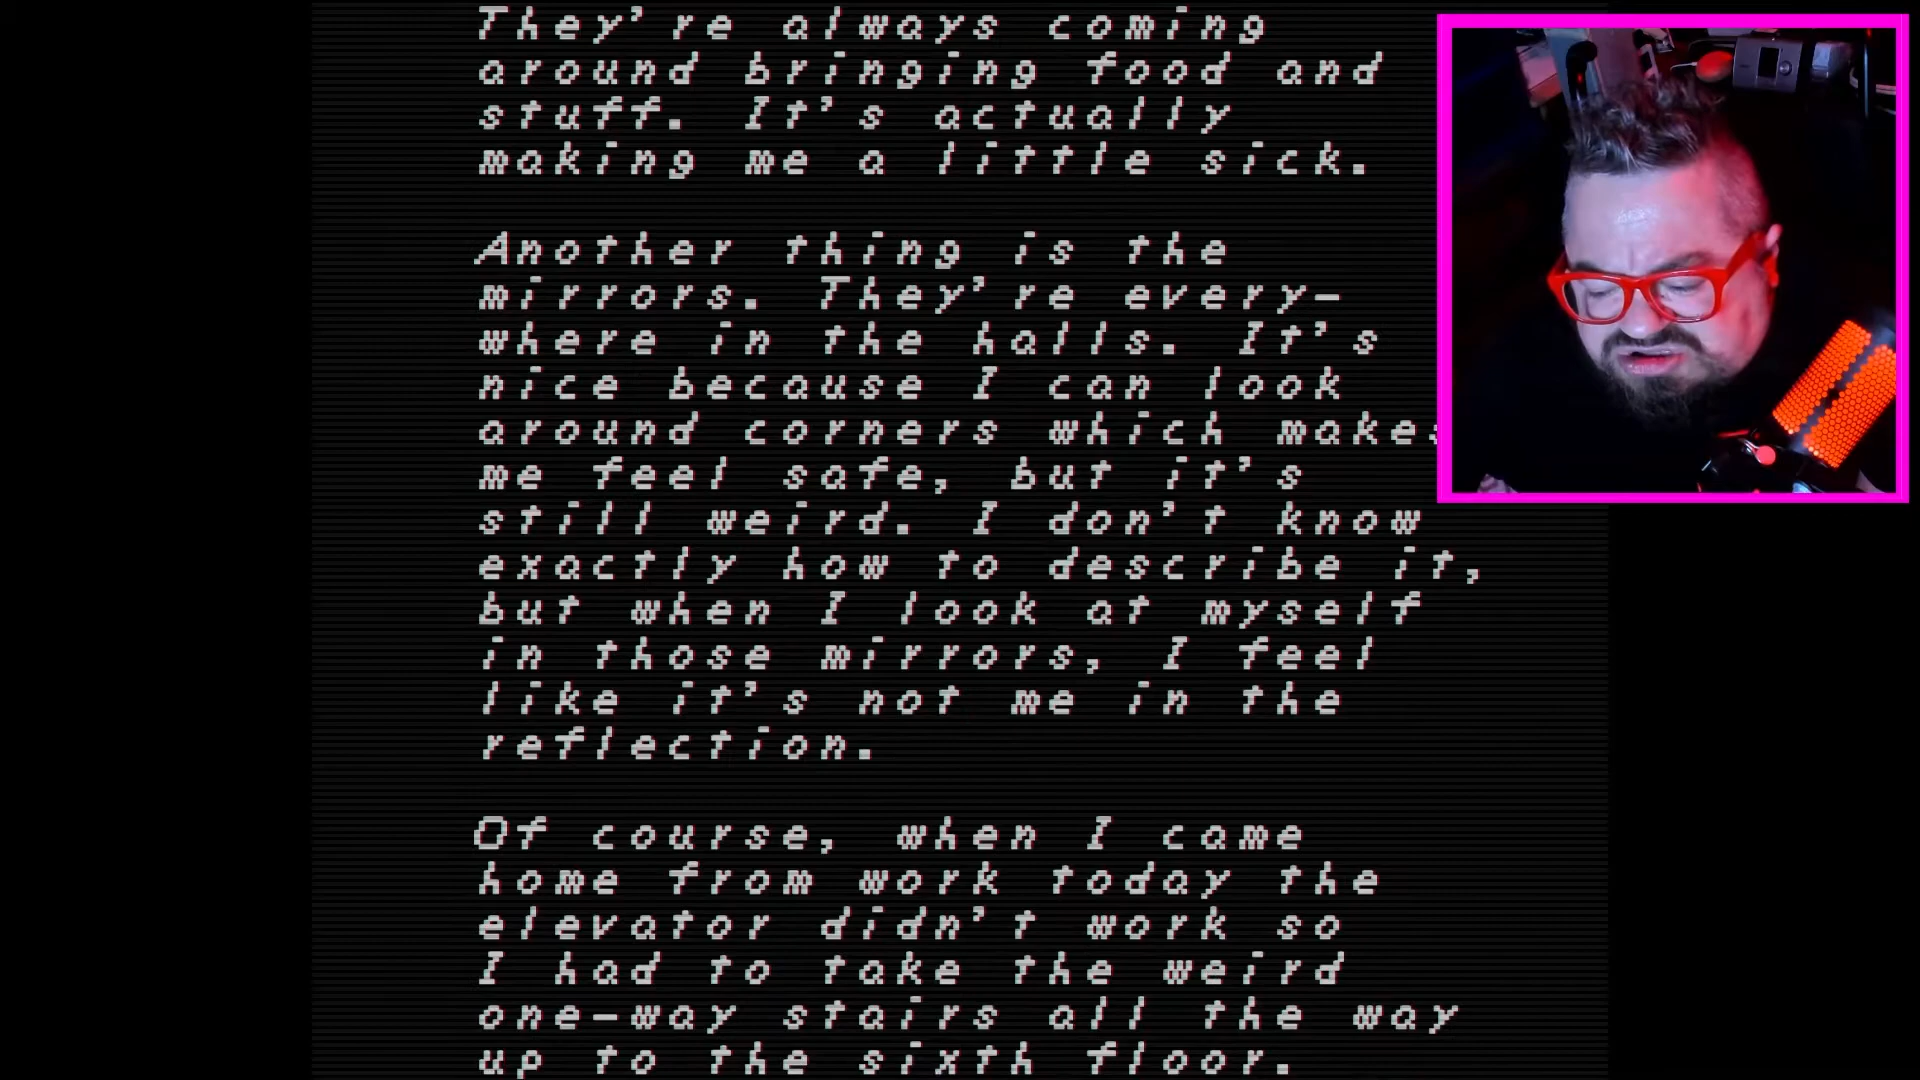 They're always coming
around bringing food and
stuff. It's actually
making me a little sick.
Another thing is the
mirrors. They're every-
where in the halls. It's
nice because I can look
around corners which makes
me feel safe, but it's
still weird. I don't know
exactly how to describe it,
but when I look at myself
in those mirrors, I feel
like it's not me in the
reflection.
Of course, when I came
home from work today the
elevator didn't work so
I had to take the weird
one-way stairs all the way
up to the sixth floor.